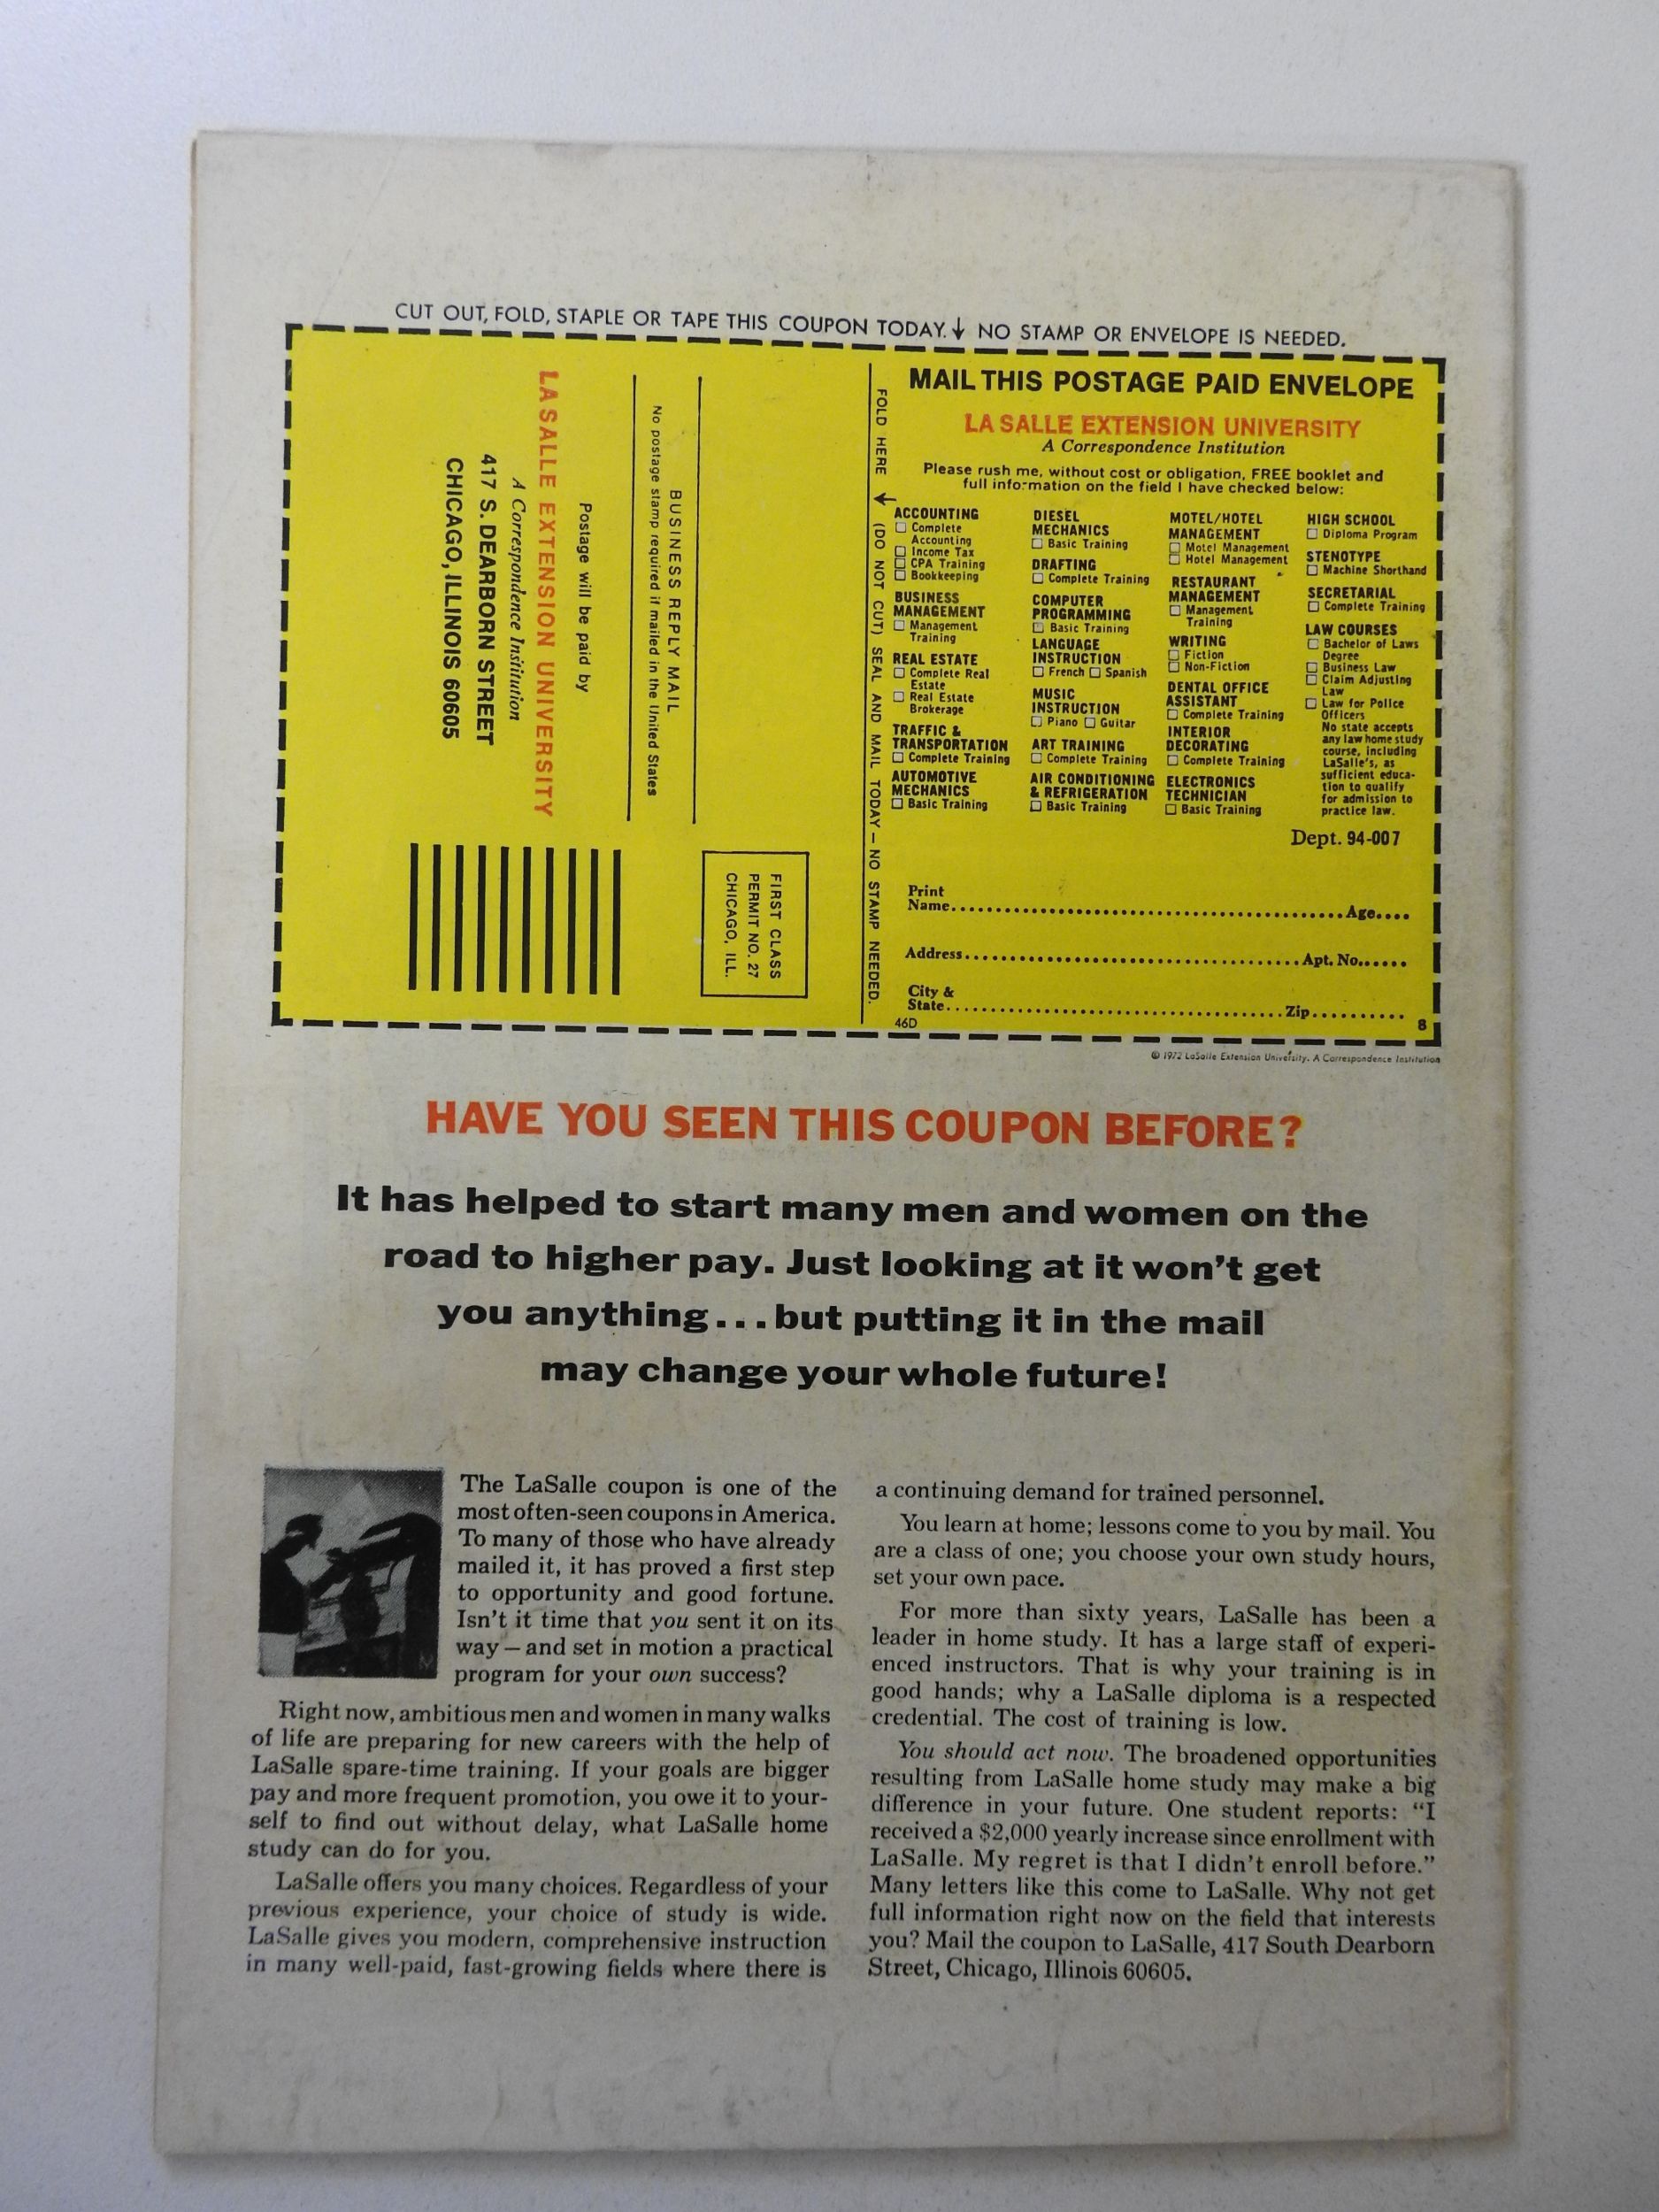 CUT OUT, FOLD, STAPLE OR TAPE THIS COUPON TODAY.↓ NO STAMP OR ENVELOPE IS NEEDED.
BUSINESS REPLY MAIL
No postage stamp required if mailed in the United States
Postage will be paid by
LA SALLE EXTENSION UNIVERSITY
A Correspondence Institution
417 S. DEARBORN STREET
CHICAGO, ILLINOIS 60605
FIRST CLASS
PERMIT NO. 27
CHICAGO, ILL.
FOLD HERE ↓ (DO NOT CUT) SEAL AND MAIL TODAY — NO STAMP NEEDED.
MAIL THIS POSTAGE PAID ENVELOPE
LA SALLE EXTENSION UNIVERSITY
A Correspondence Institution
Please rush me, without cost or obligation, FREE booklet and
full information on the field I have checked below:
ACCOUNTING
☐ Complete
Accounting
☐ Income Tax
☐ CPA Training
☐ Bookkeeping
BUSINESS
MANAGEMENT
☐ Management
Training
REAL ESTATE
☐ Complete Real
Estate
☐ Real Estate
Brokerage
TRAFFIC &
TRANSPORTATION
☐ Complete Training
AUTOMOTIVE
MECHANICS
☐ Basic Training
DIESEL
MECHANICS
☐ Basic Training
DRAFTING
☐ Complete Training
COMPUTER
PROGRAMMING
☐ Basic Training
LANGUAGE
INSTRUCTION
☐ French ☐ Spanish
MUSIC
INSTRUCTION
☐ Piano ☐ Guitar
ART TRAINING
☐ Complete Training
AIR CONDITIONING
& REFRIGERATION
☐ Basic Training
MOTEL/HOTEL
MANAGEMENT
☐ Motel Management
☐ Hotel Management
RESTAURANT
MANAGEMENT
☐ Management
Training
WRITING
☐ Fiction
☐ Non-Fiction
DENTAL OFFICE
ASSISTANT
☐ Complete Training
INTERIOR
DECORATING
☐ Complete Training
ELECTRONICS
TECHNICIAN
☐ Basic Training
HIGH SCHOOL
☐ Diploma Program
STENOTYPE
☐ Machine Shorthand
SECRETARIAL
☐ Complete Training
LAW COURSES
☐ Bachelor of Laws
Degree
☐ Business Law
☐ Claim Adjusting
Law
☐ Law for Police
Officers
No state accepts
any law home study
course, including
LaSalle's, as
sufficient educa-
tion to qualify
for admission to
practice law.
Dept. 94-007
Print
Name........ Age....
Address........ Apt. No......
City &
State........ Zip..........
46D 8
© 1972 LaSalle Extension University. A Correspondence Institution
HAVE YOU SEEN THIS COUPON BEFORE?
It has helped to start many men and women on the
road to higher pay. Just looking at it won't get
you anything...but putting it in the mail
may change your whole future!
The LaSalle coupon is one of the
most often-seen coupons in America.
To many of those who have already
mailed it, it has proved a first step
to opportunity and good fortune.
Isn't it time that you sent it on its
way – and set in motion a practical
program for your own success?
Right now, ambitious men and women in many walks
of life are preparing for new careers with the help of
LaSalle spare-time training. If your goals are bigger
pay and more frequent promotion, you owe it to your-
self to find out without delay, what LaSalle home
study can do for you.
LaSalle offers you many choices. Regardless of your
previous experience, your choice of study is wide.
LaSalle gives you modern, comprehensive instruction
in many well-paid, fast-growing fields where there is
a continuing demand for trained personnel.
You learn at home; lessons come to you by mail. You
are a class of one; you choose your own study hours,
set your own pace.
For more than sixty years, LaSalle has been a
leader in home study. It has a large staff of experi-
enced instructors. That is why your training is in
good hands; why a LaSalle diploma is a respected
credential. The cost of training is low.
You should act now. The broadened opportunities
resulting from LaSalle home study may make a big
difference in your future. One student reports: "I
received a $2,000 yearly increase since enrollment with
LaSalle. My regret is that I didn't enroll before."
Many letters like this come to LaSalle. Why not get
full information right now on the field that interests
you? Mail the coupon to LaSalle, 417 South Dearborn
Street, Chicago, Illinois 60605.